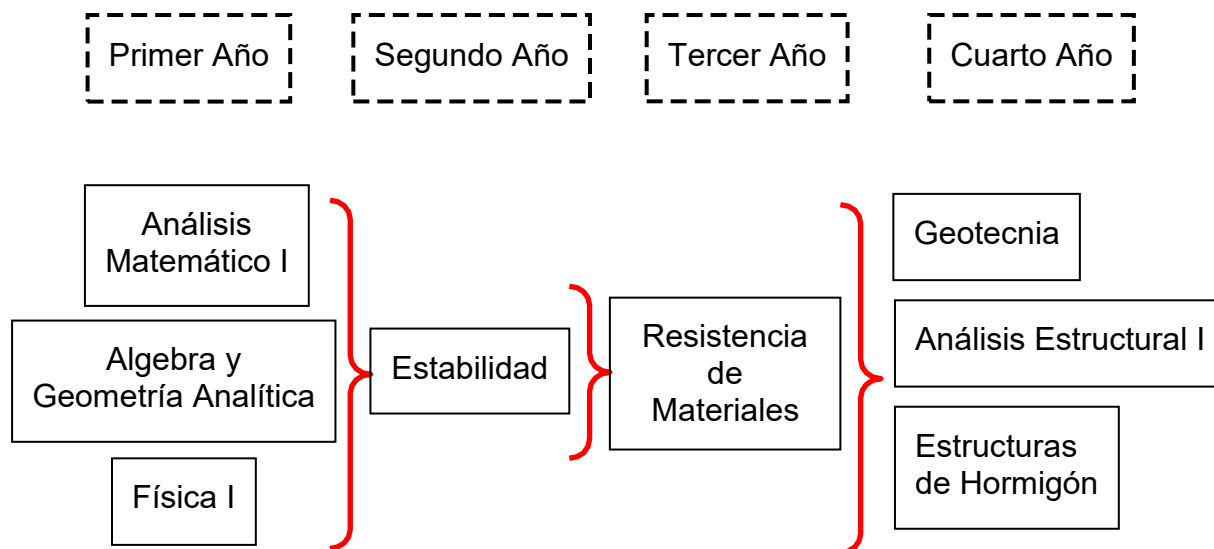 Primer Año
Segundo Año
Tercer Año
Cuarto Año
Análisis
Matemático I
Algebra y
Geometría Analítica
Física I
Estabilidad
Resistencia
de
Materiales
Geotecnia
Análisis Estructural I
Estructuras
de Hormigón